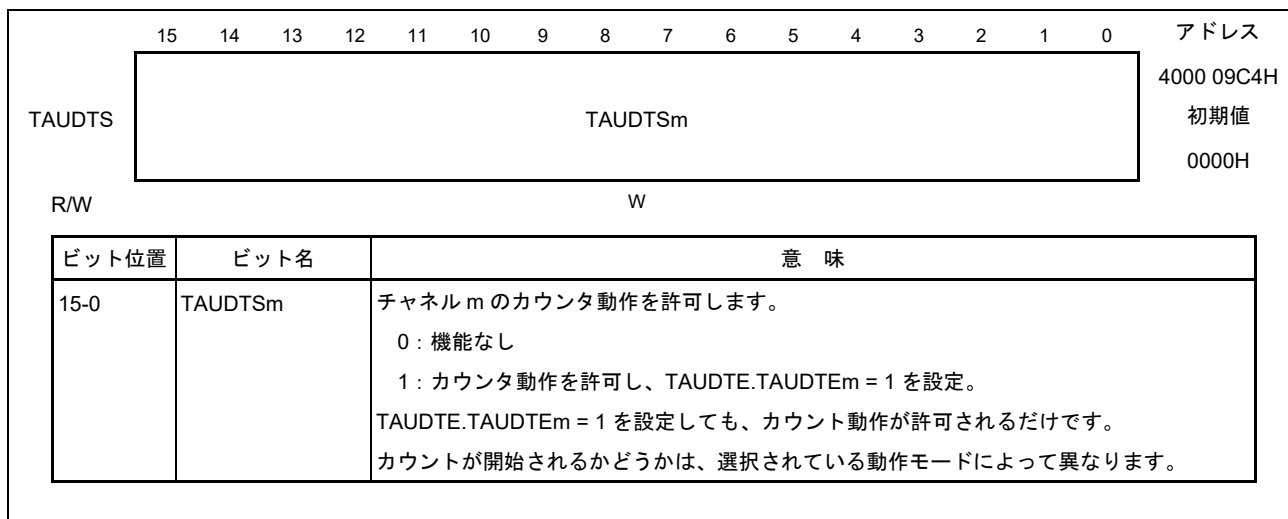 15 14 13 12 11 10 9 8 7 6 5 4 3 2 1 0 アドレス
4000 09C4H
TAUDTS TAUDTSm 初期値
0000H
R/W W
ビット位置 ビット名 意 味
15-0 TAUDTSm チャネル m のカウンタ動作を許可します。
0：機能なし
1：カウンタ動作を許可し、TAUDTE.TAUDTEm = 1 を設定。
TAUDTE.TAUDTEm = 1 を設定しても、カウント動作が許可されるだけです。
カウントが開始されるかどうかは、選択されている動作モードによって異なります。